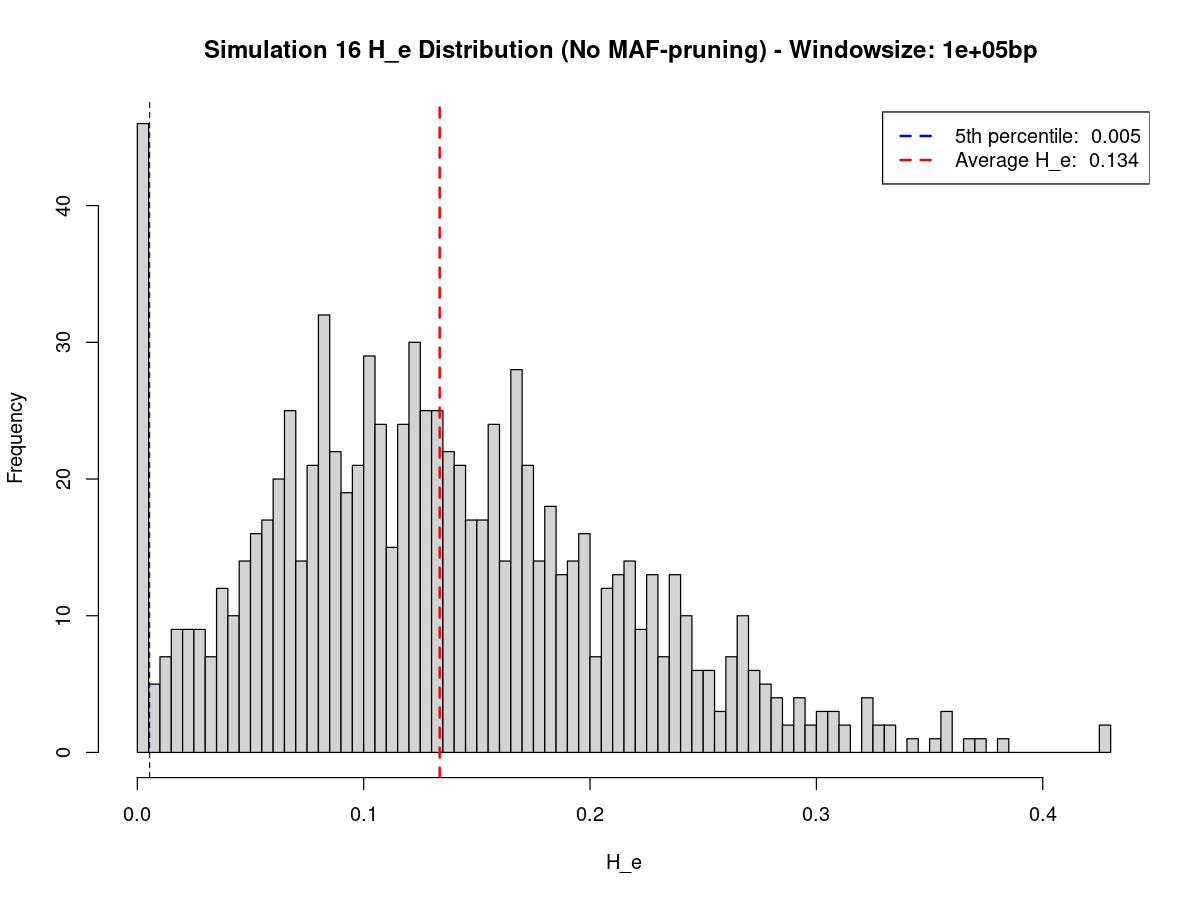 Simulation 16 H_e Distribution (No MAF-pruning) - Windowsize: 1e+05bp
5th percentile: 0.005
Average H_e: 0.134
Frequency
40
30
20
10
0
0.0 0.1 0.2 0.3 0.4
H_e